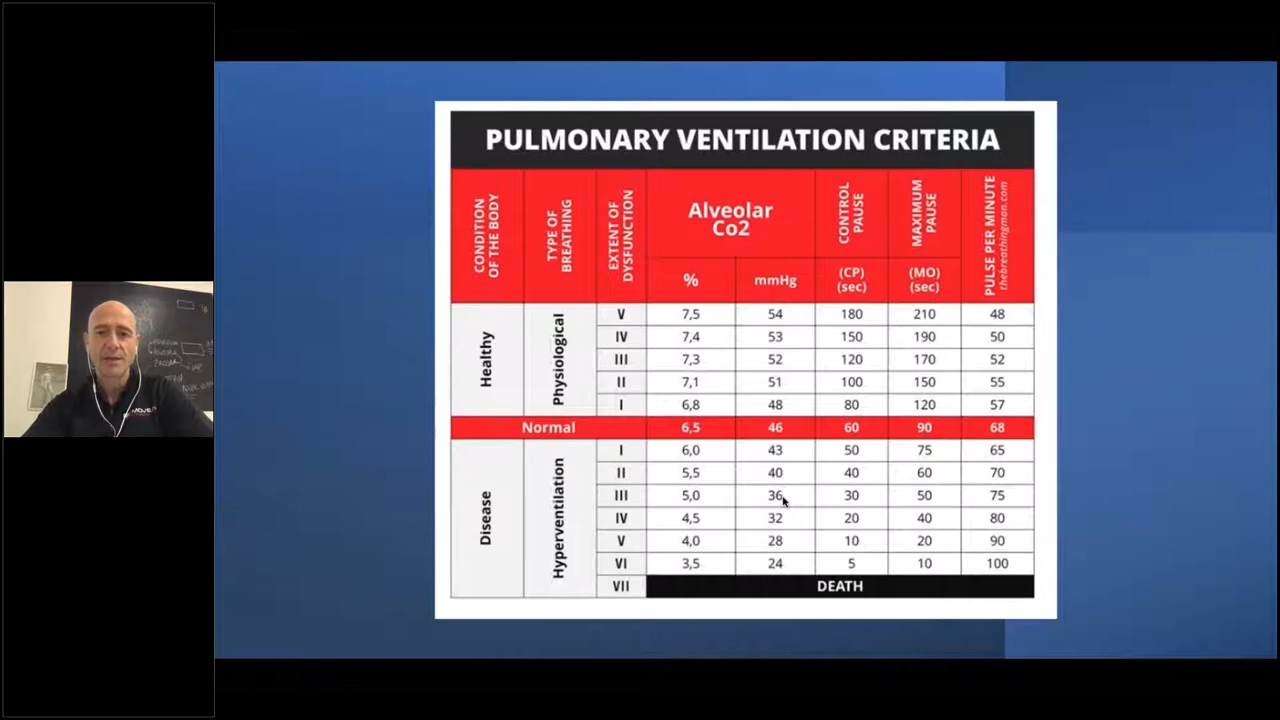 PULMONARY VENTILATION CRITERIA
CONDITION OF THE BODY
TYPE OF BREATHING
EXTENT OF DYSFUNCTION
Alveolar
Co2
CONTROL PAUSE
MAXIMUM PAUSE
PULSE PER MINUTE
thebreathingman.com
% mmHg (CP) (sec) (MO) (sec)
Healthy
Physiological
V 7,5 54 180 210 48
IV 7,4 53 150 190 50
III 7,3 52 120 170 52
II 7,1 51 100 150 55
I 6,8 48 80 120 57
Normal 6,5 46 60 90 68
Disease
Hyperventilation
I 6,0 43 50 75 65
II 5,5 40 40 60 70
III 5,0 36 30 50 75
IV 4,5 32 20 40 80
V 4,0 28 10 20 90
VI 3,5 24 5 10 100
VII DEATH